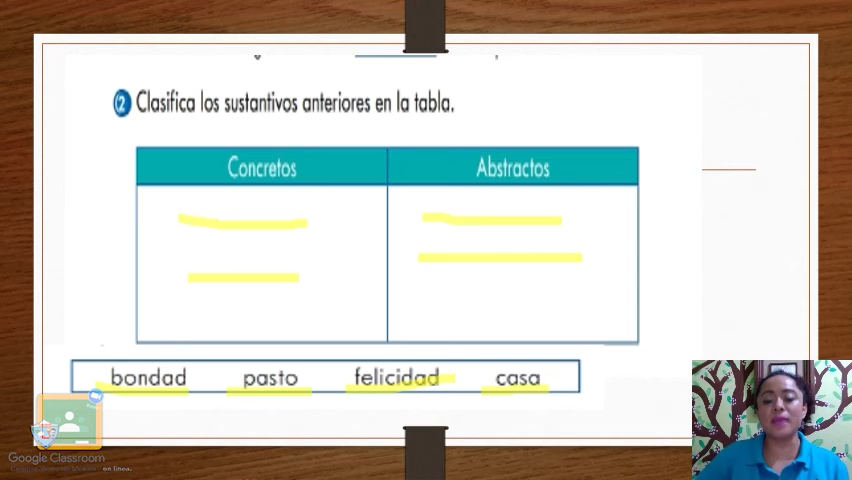 2 Clasifica los sustantivos anteriores en la tabla.
Concretos Abstractos
bondad pasto felicidad casa
Google Classroom
en línea.